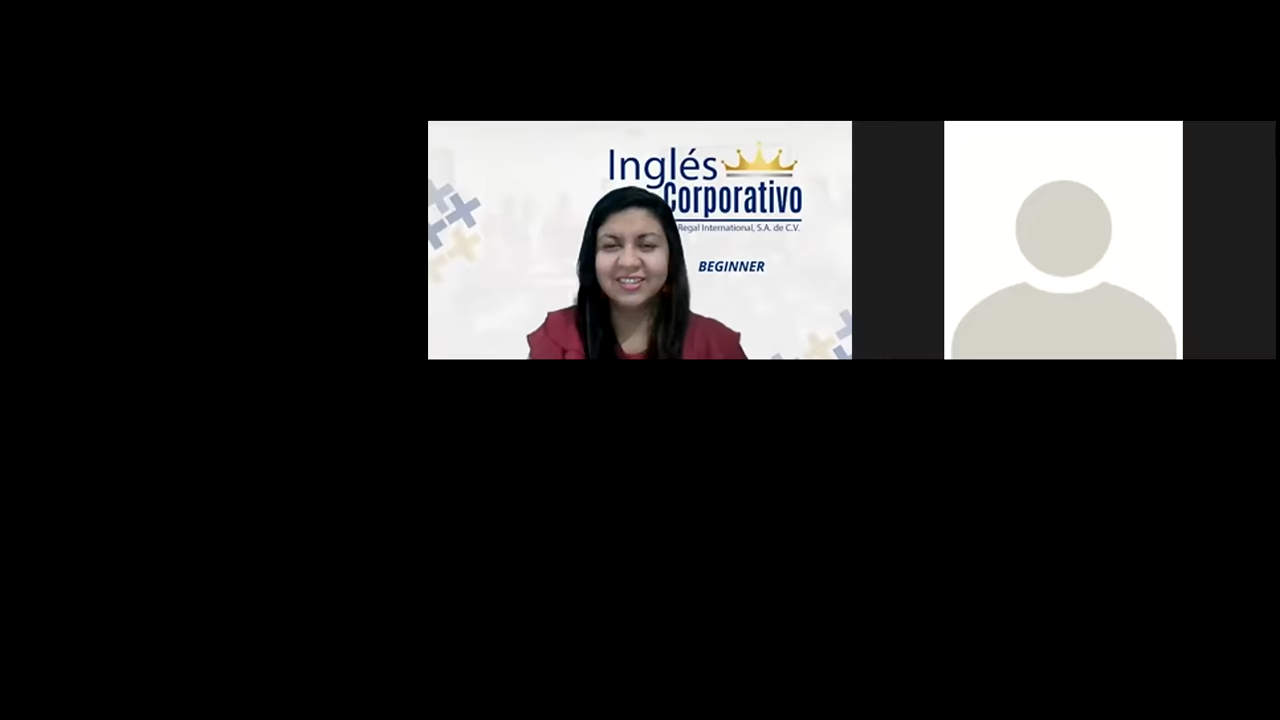 Inglés
Corporativo
Regal International, S.A. de C.V.
BEGINNER